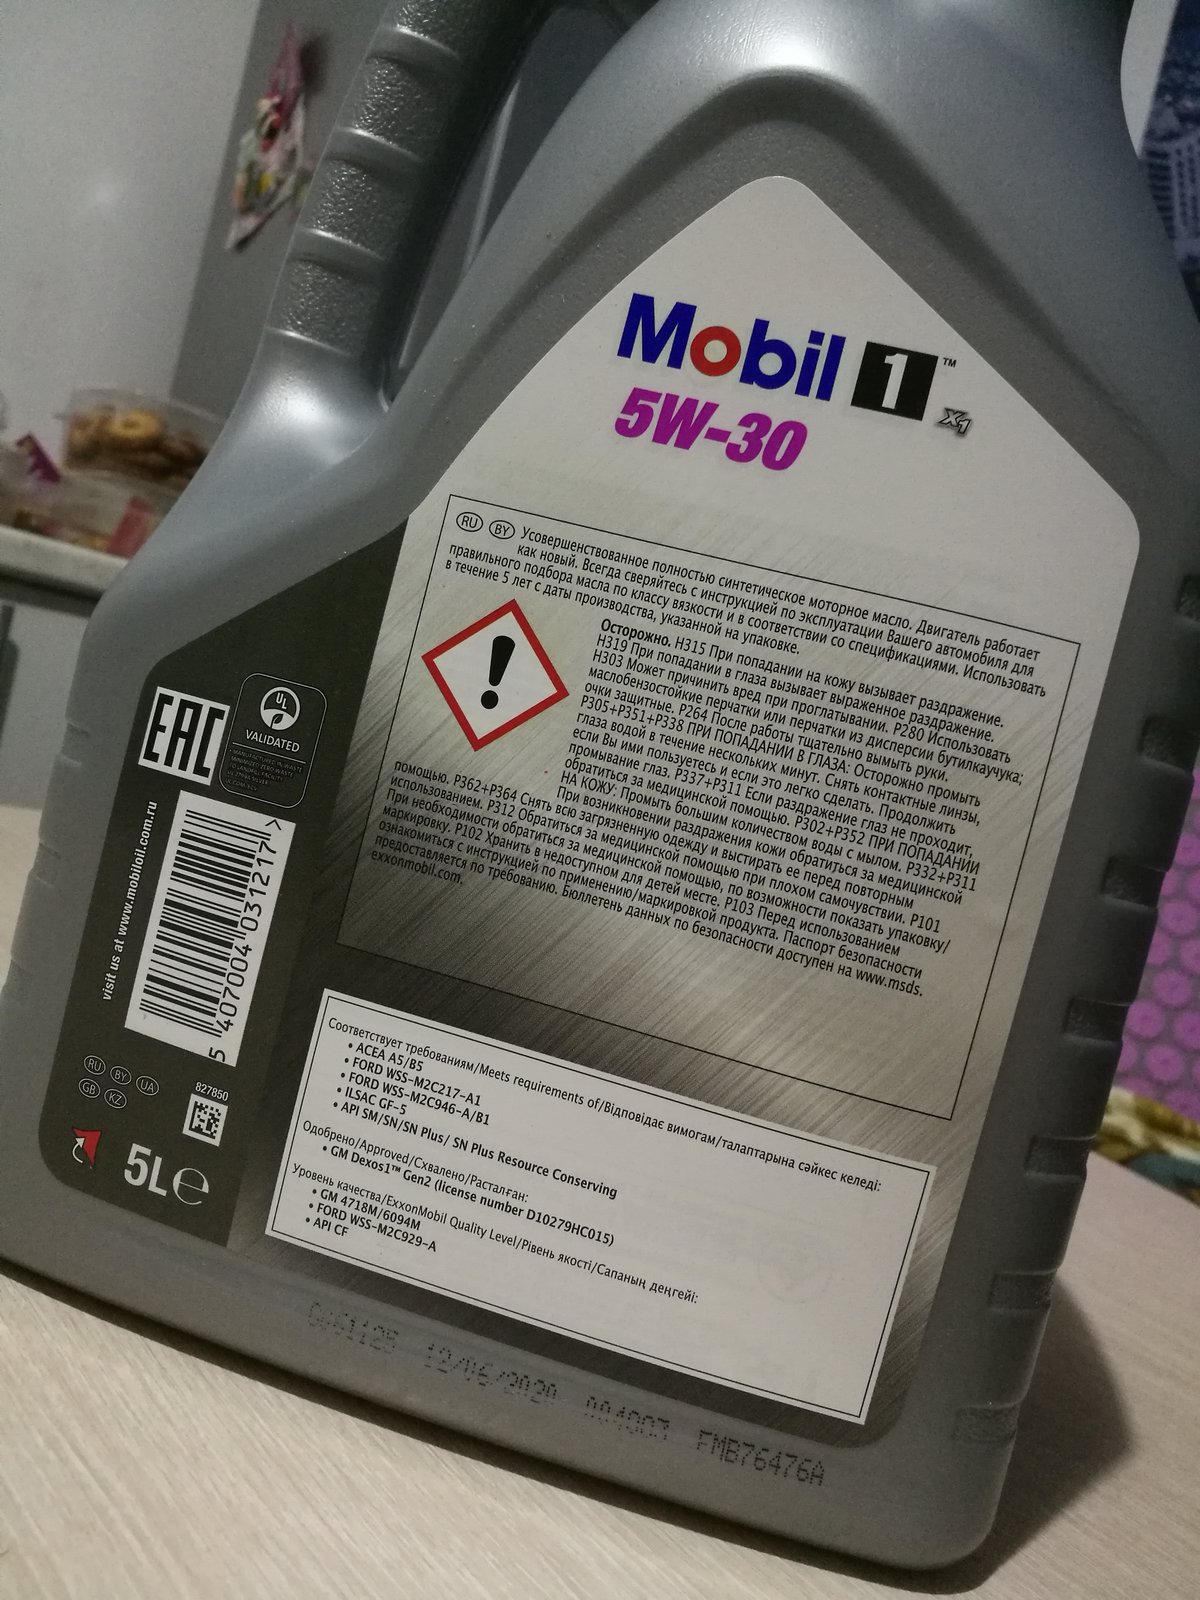 Mobil 1™
X1
5W-30
RU BY Усовершенствованное полностью синтетическое моторное масло. Двигатель работает
как новый. Всегда сверяйтесь с инструкцией по эксплуатации Вашего автомобиля для
правильного подбора масла по классу вязкости и в соответствии со спецификациями. Использовать
в течение 5 лет с даты производства, указанной на упаковке.
Осторожно. H315 При попадании на кожу вызывает раздражение.
H319 При попадании в глаза вызывает выраженное раздражение.
H303 Может причинить вред при проглатывании. P280 Использовать
маслобензостойкие перчатки или перчатки из дисперсии бутилкаучука;
очки защитные. P264 После работы тщательно вымыть руки.
P305+P351+P338 ПРИ ПОПАДАНИИ В ГЛАЗА: Осторожно промыть
глаза водой в течение нескольких минут. Снять контактные линзы,
если Вы ими пользуетесь и если это легко сделать. Продолжить
промывание глаз. P337+P311 Если раздражение глаз не проходит,
обратиться за медицинской помощью. P302+P352 ПРИ ПОПАДАНИИ
НА КОЖУ: Промыть большим количеством воды с мылом. P332+P311
При возникновении раздражения кожи обратиться за медицинской
помощью. P362+P364 Снять всю загрязненную одежду и выстирать ее перед повторным
использованием. P312 Обратиться за медицинской помощью при плохом самочувствии. P101
При необходимости обратиться за медицинской помощью, по возможности показать упаковку/
маркировку. P102 Хранить в недоступном для детей месте. P103 Перед использованием
ознакомиться с инструкцией по применению/маркировкой продукта. Паспорт безопасности
предоставляется по требованию. Бюллетень данных по безопасности доступен на www.msds.
exxonmobil.com.
EAC
UL
VALIDATED
visit us at www.mobiloil.com.ru
5 407004 031217 >
RU BY UA
GB KZ
827850
5L ℮
Соответствует требованиям/Meets requirements of/Відповідає вимогам/талаптарына сәйкес келеді:
• ACEA A5/B5
• FORD WSS-M2C217-A1
• FORD WSS-M2C946-A/B1
• ILSAC GF-5
• API SM/SN/SN Plus/ SN Plus Resource Conserving
Одобрено/Approved/Схвалено/Расталған:
• GM Dexos1™ Gen2 (license number D10279HC015)
Уровень качества/ExxonMobil Quality Level/Рівень якості/Сапаның деңгейі:
• GM 4718M/6094M
• FORD WSS-M2C929-A
• API CF
12/06/2020 004003 FMB76476A